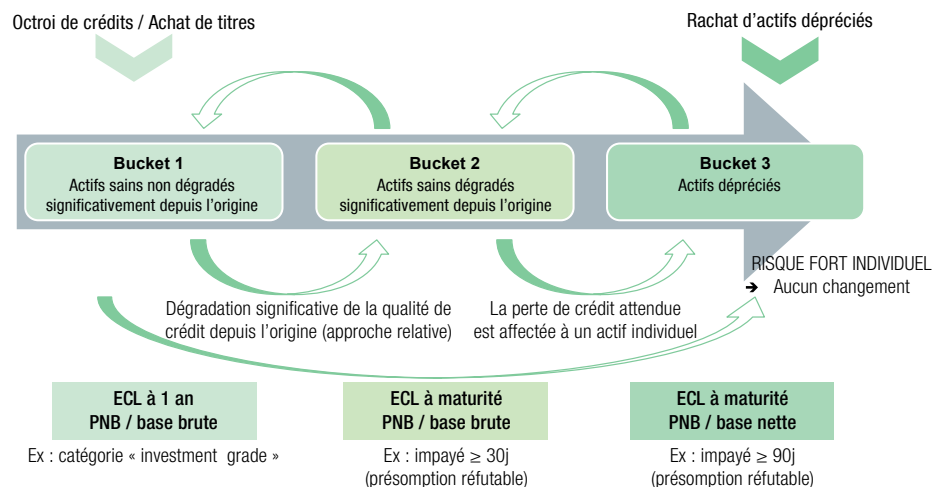 Octroi de crédits / Achat de titres
Rachat d'actifs dépréciés
Bucket 1
Actifs sains non dégradés
significativement depuis l'origine
Bucket 2
Actifs sains dégradés
significativement depuis l'origine
Bucket 3
Actifs dépréciés
RISQUE FORT INDIVIDUEL
➔ Aucun changement
Dégradation significative de la qualité de
crédit depuis l'origine (approche relative)
La perte de crédit attendue
est affectée à un actif individuel
ECL à 1 an
PNB / base brute
Ex : catégorie « investment grade »
ECL à maturité
PNB / base brute
Ex : impayé ≥ 30j
(présomption réfutable)
ECL à maturité
PNB / base nette
Ex : impayé ≥ 90j
(présomption réfutable)